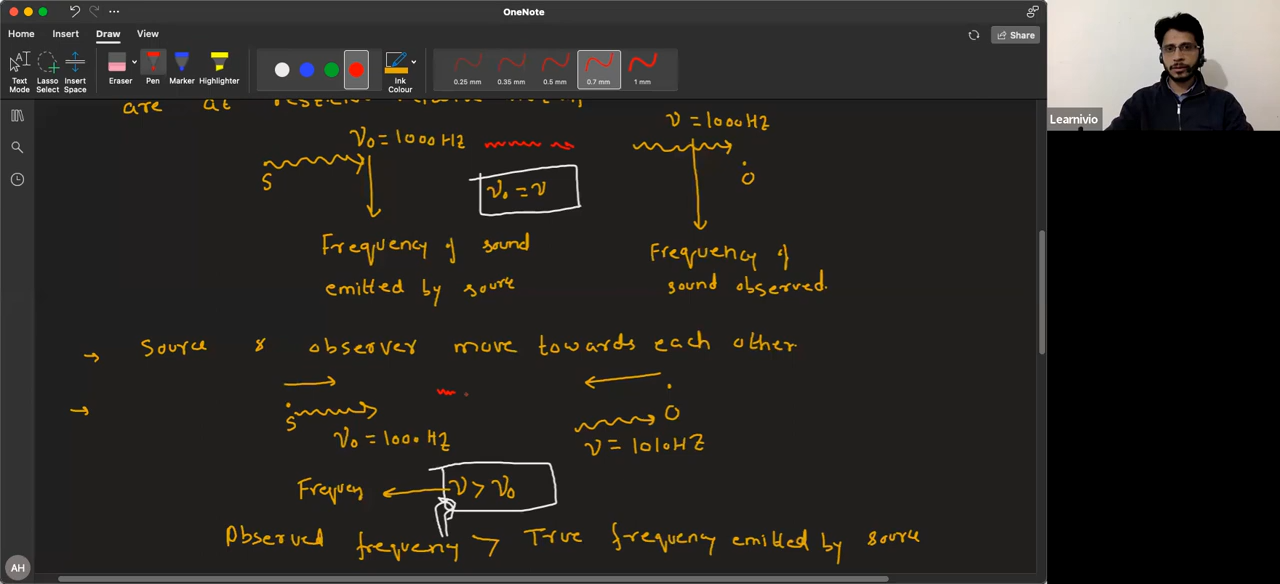 OneNote
Home Insert Draw View
Share
Text Mode
Lasso Select
Insert Space
Eraser
Pen
Marker
Highlighter
Ink Colour
0.25 mm
0.35 mm
0.5 mm
0.7 mm
1 mm
Learnivio
are at
ν₀ = 1000 HZ
ν = 1000 HZ
S
O
ν₀ = ν
Frequency of sound
emitted by source
Frequency of
sound observed.
→ Source & observer move towards each other
→
S
O
ν₀ = 1000 HZ
ν = 1010 HZ
Frequen
ν > ν₀
Observed frequency > True frequency emitted by source
AH